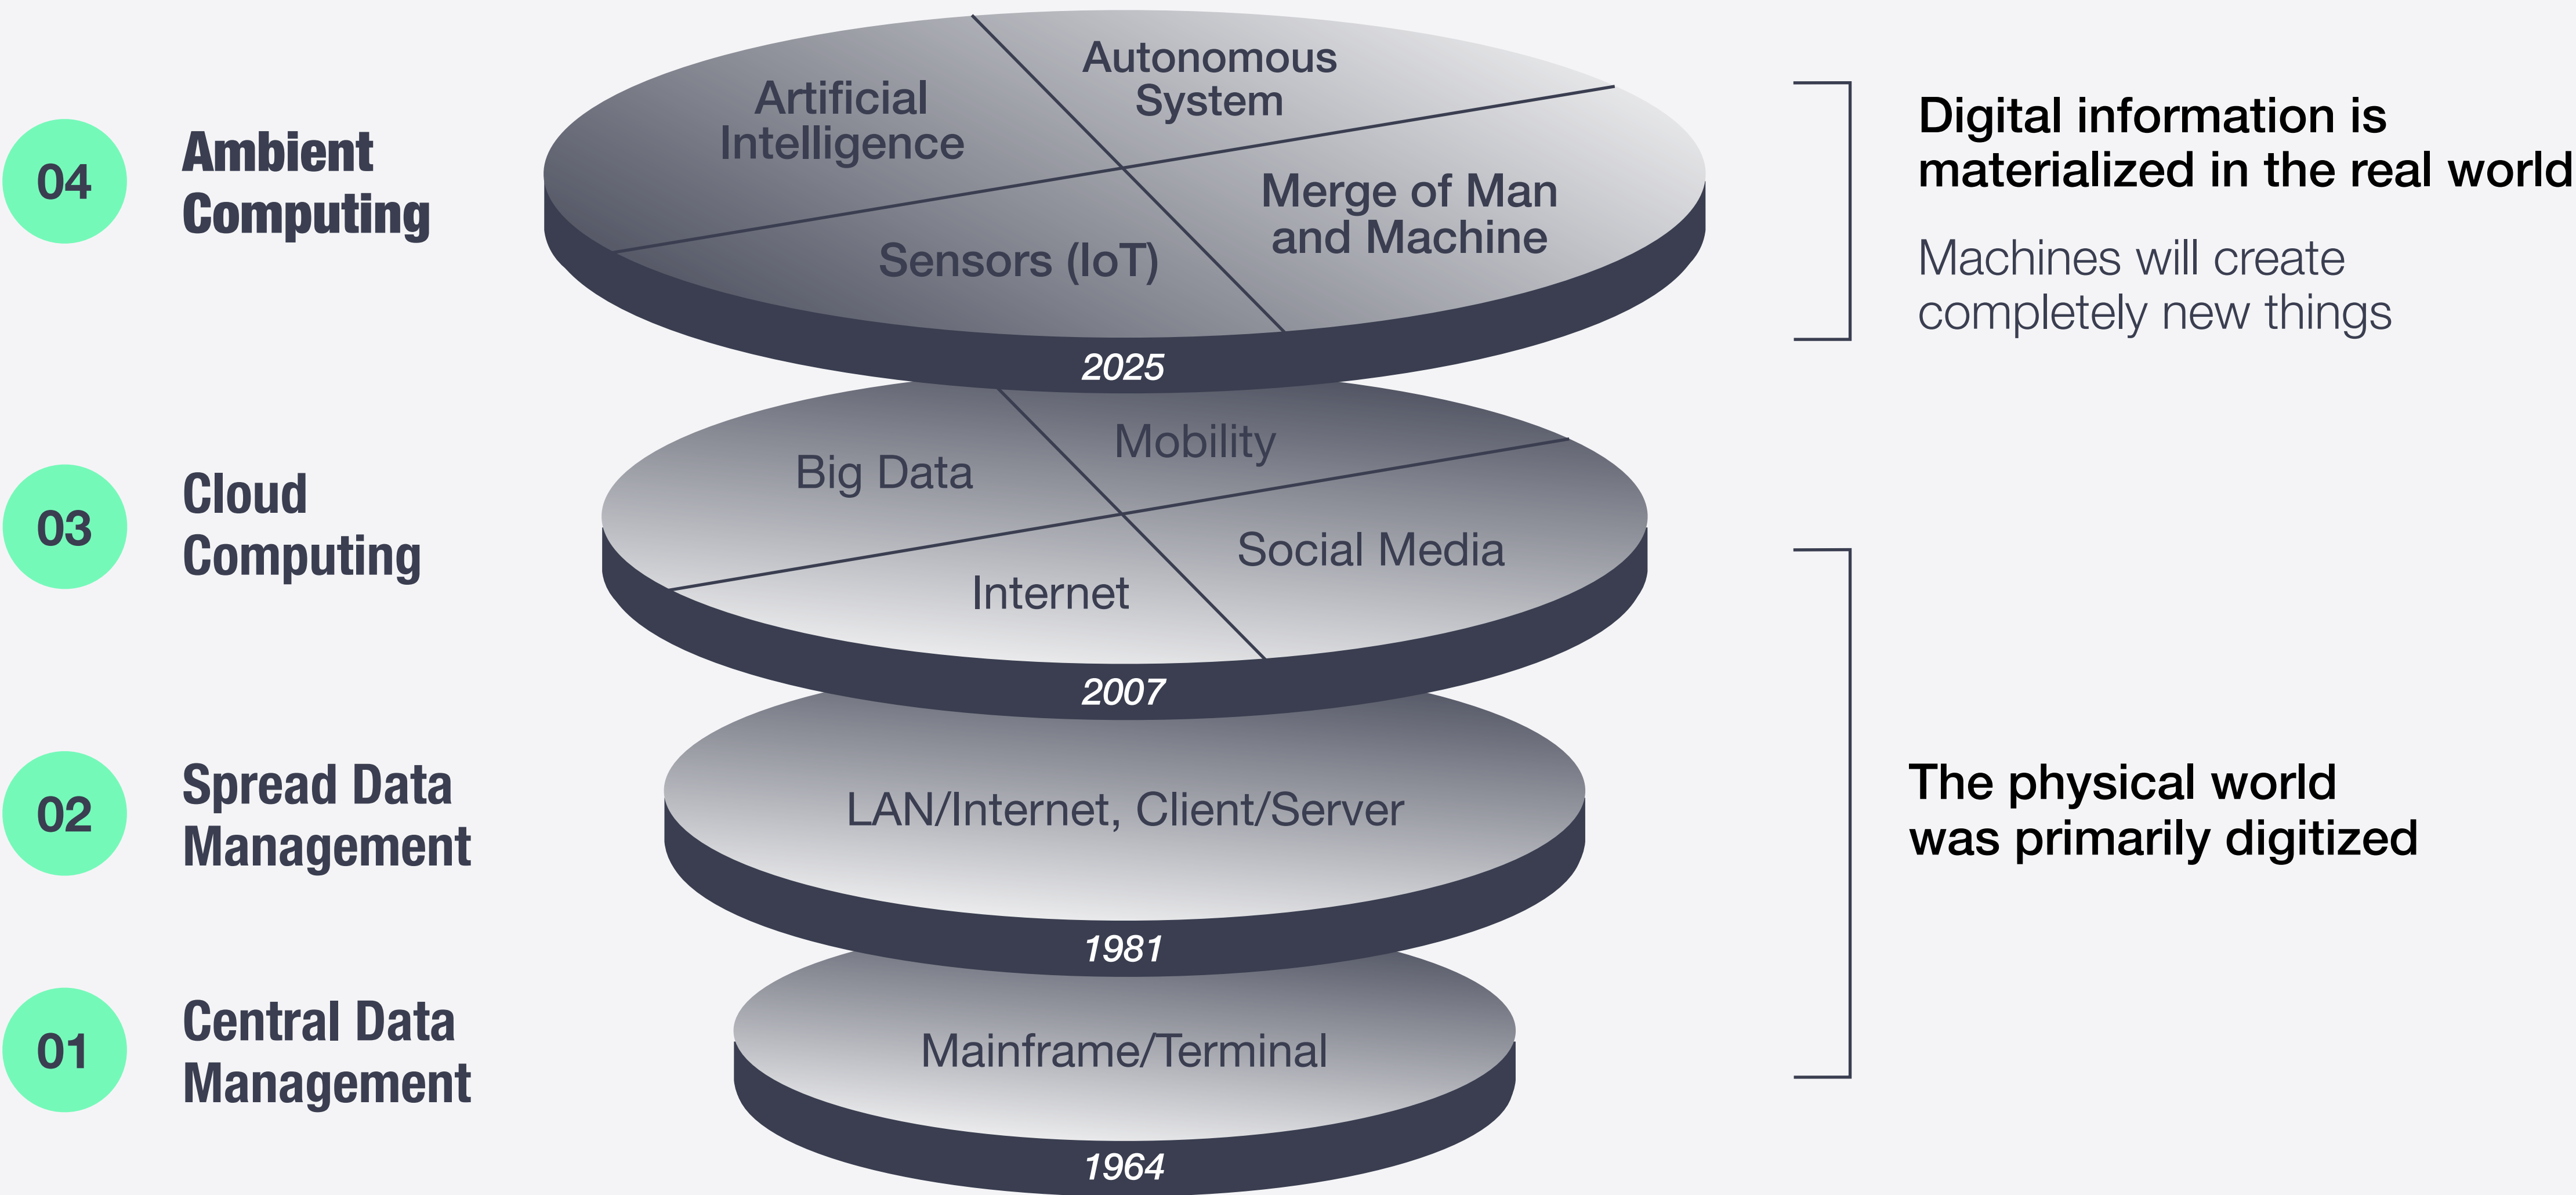 04
Ambient
Computing
Artificial
Intelligence
Autonomous
System
Merge of Man
and Machine
Sensors (IoT)
2025
Digital information is
materialized in the real world
Machines will create
completely new things
03
Cloud
Computing
Big Data
Mobility
Social Media
Internet
2007
02
Spread Data
Management
LAN/Internet, Client/Server
1981
The physical world
was primarily digitized
01
Central Data
Management
Mainframe/Terminal
1964